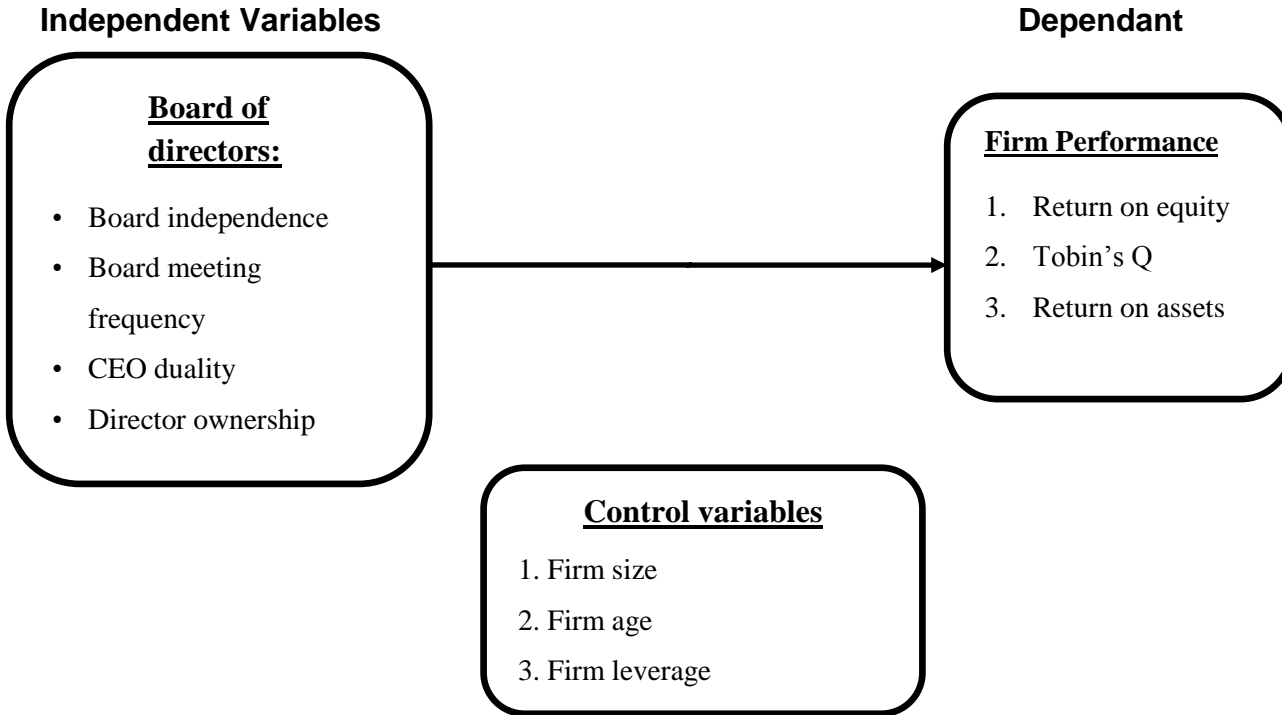 Independent Variables
Dependant
Board of
directors:
• Board independence
• Board meeting
frequency
• CEO duality
• Director ownership
Firm Performance
1. Return on equity
2. Tobin’s Q
3. Return on assets
Control variables
1. Firm size
2. Firm age
3. Firm leverage